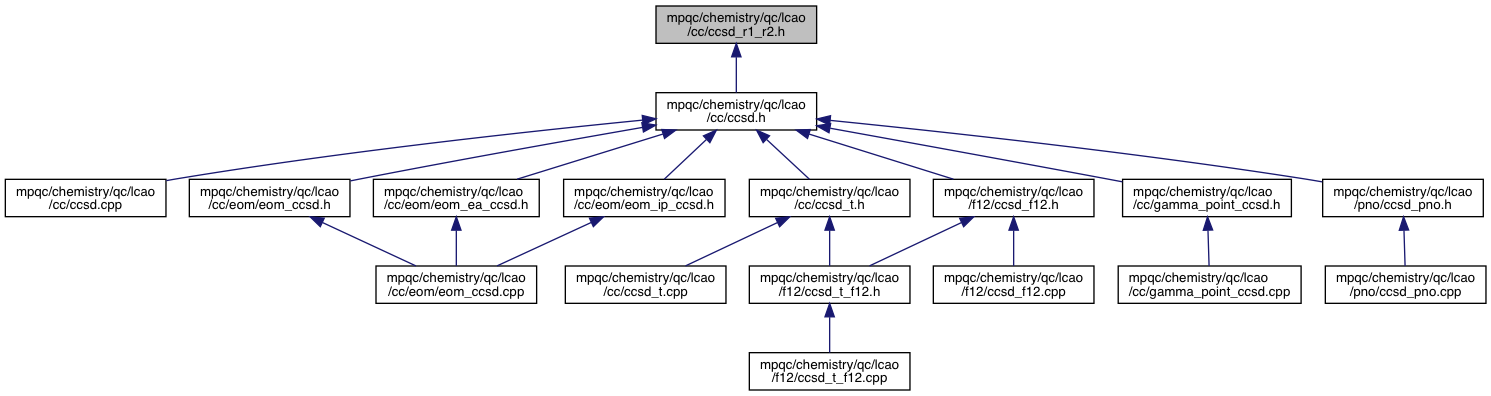 mpqc/chemistry/qc/lcao
/cc/ccsd_r1_r2.h
mpqc/chemistry/qc/lcao
/cc/ccsd.h
mpqc/chemistry/qc/lcao
/cc/ccsd.cpp
mpqc/chemistry/qc/lcao
/cc/eom/eom_ccsd.h
mpqc/chemistry/qc/lcao
/cc/eom/eom_ea_ccsd.h
mpqc/chemistry/qc/lcao
/cc/eom/eom_ip_ccsd.h
mpqc/chemistry/qc/lcao
/cc/ccsd_t.h
mpqc/chemistry/qc/lcao
/f12/ccsd_f12.h
mpqc/chemistry/qc/lcao
/cc/gamma_point_ccsd.h
mpqc/chemistry/qc/lcao
/pno/ccsd_pno.h
mpqc/chemistry/qc/lcao
/cc/eom/eom_ccsd.cpp
mpqc/chemistry/qc/lcao
/cc/ccsd_t.cpp
mpqc/chemistry/qc/lcao
/f12/ccsd_t_f12.h
mpqc/chemistry/qc/lcao
/f12/ccsd_f12.cpp
mpqc/chemistry/qc/lcao
/cc/gamma_point_ccsd.cpp
mpqc/chemistry/qc/lcao
/pno/ccsd_pno.cpp
mpqc/chemistry/qc/lcao
/f12/ccsd_t_f12.cpp